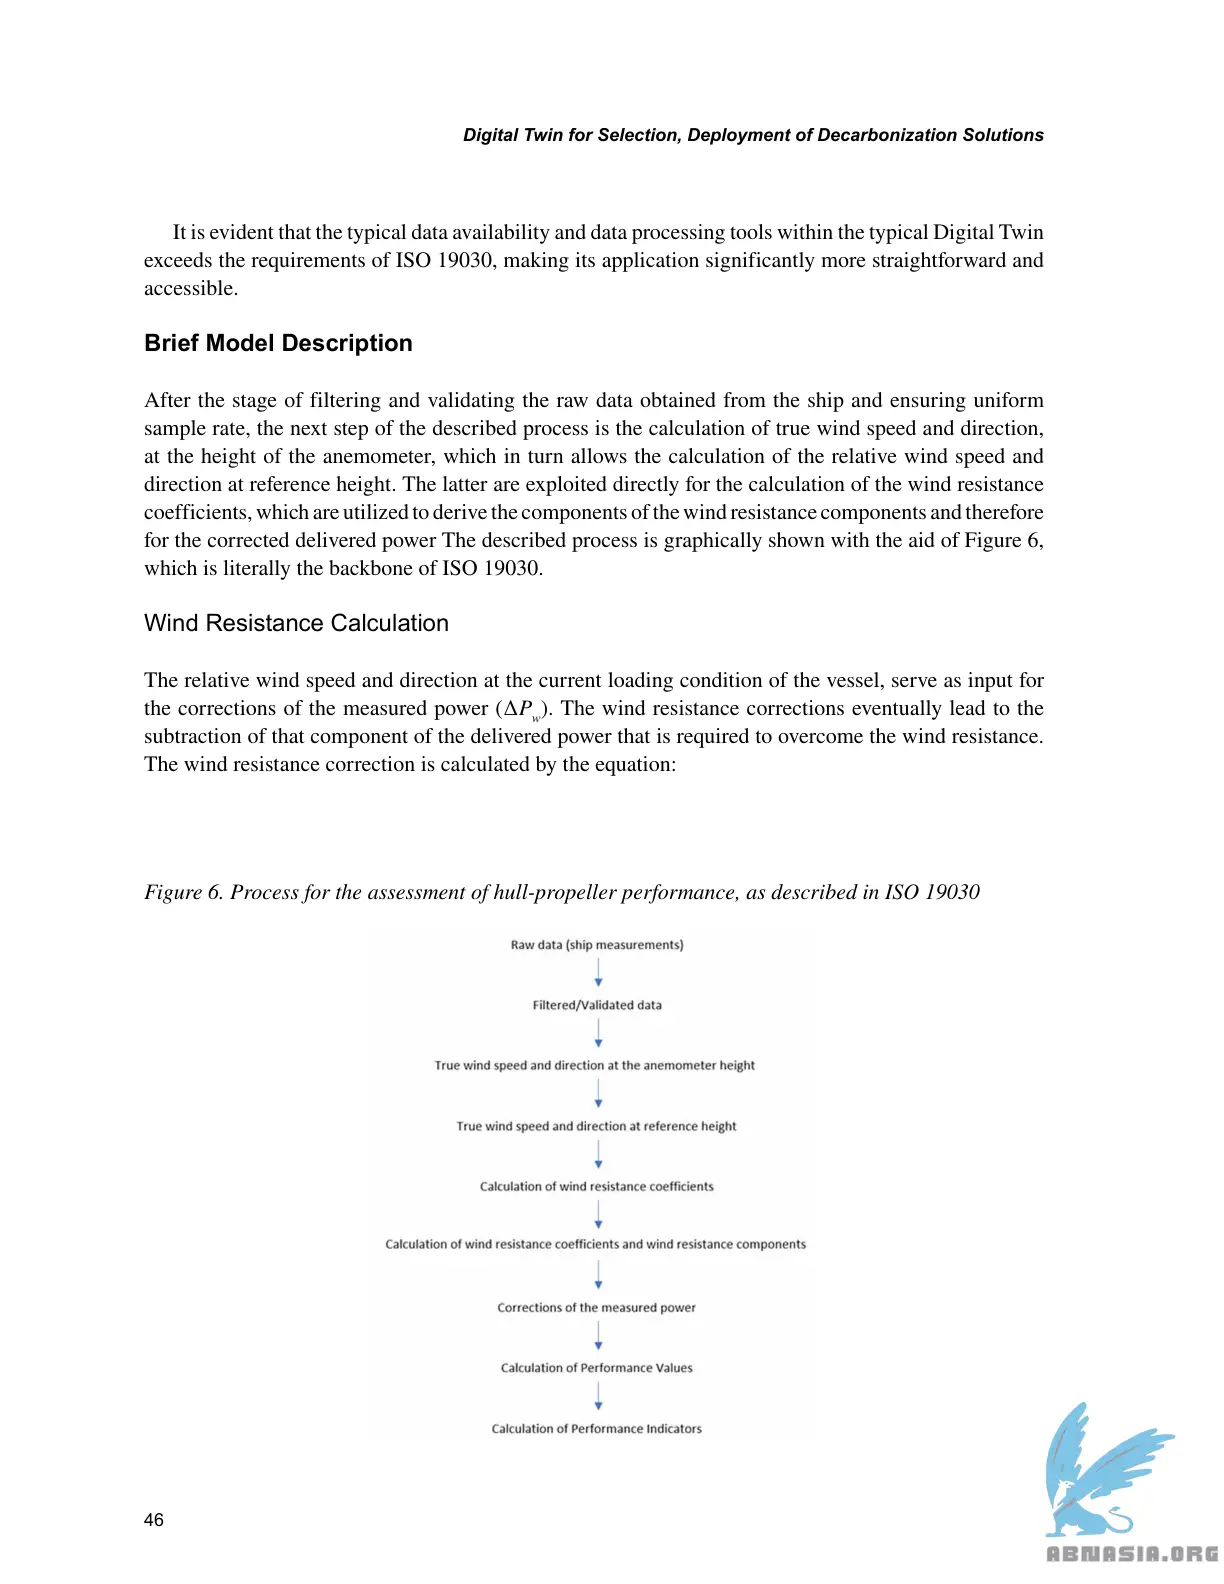 Digital Twin for Selection, Deployment of Decarbonization Solutions
It is evident that the typical data availability and data processing tools within the typical Digital Twin
exceeds the requirements of ISO 19030, making its application significantly more straightforward and
accessible.
Brief Model Description
After the stage of filtering and validating the raw data obtained from the ship and ensuring uniform
sample rate, the next step of the described process is the calculation of true wind speed and direction,
at the height of the anemometer, which in turn allows the calculation of the relative wind speed and
direction at reference height. The latter are exploited directly for the calculation of the wind resistance
coefficients, which are utilized to derive the components of the wind resistance components and therefore
for the corrected delivered power The described process is graphically shown with the aid of Figure 6,
which is literally the backbone of ISO 19030.
Wind Resistance Calculation
The relative wind speed and direction at the current loading condition of the vessel, serve as input for
the corrections of the measured power (ΔPw). The wind resistance corrections eventually lead to the
subtraction of that component of the delivered power that is required to overcome the wind resistance.
The wind resistance correction is calculated by the equation:
Figure 6. Process for the assessment of hull-propeller performance, as described in ISO 19030
Raw data (ship measurements)
Filtered/Validated data
True wind speed and direction at the anemometer height
True wind speed and direction at reference height
Calculation of wind resistance coefficients
Calculation of wind resistance coefficients and wind resistance components
Corrections of the measured power
Calculation of Performance Values
Calculation of Performance Indicators
46
ABNASIA.ORG